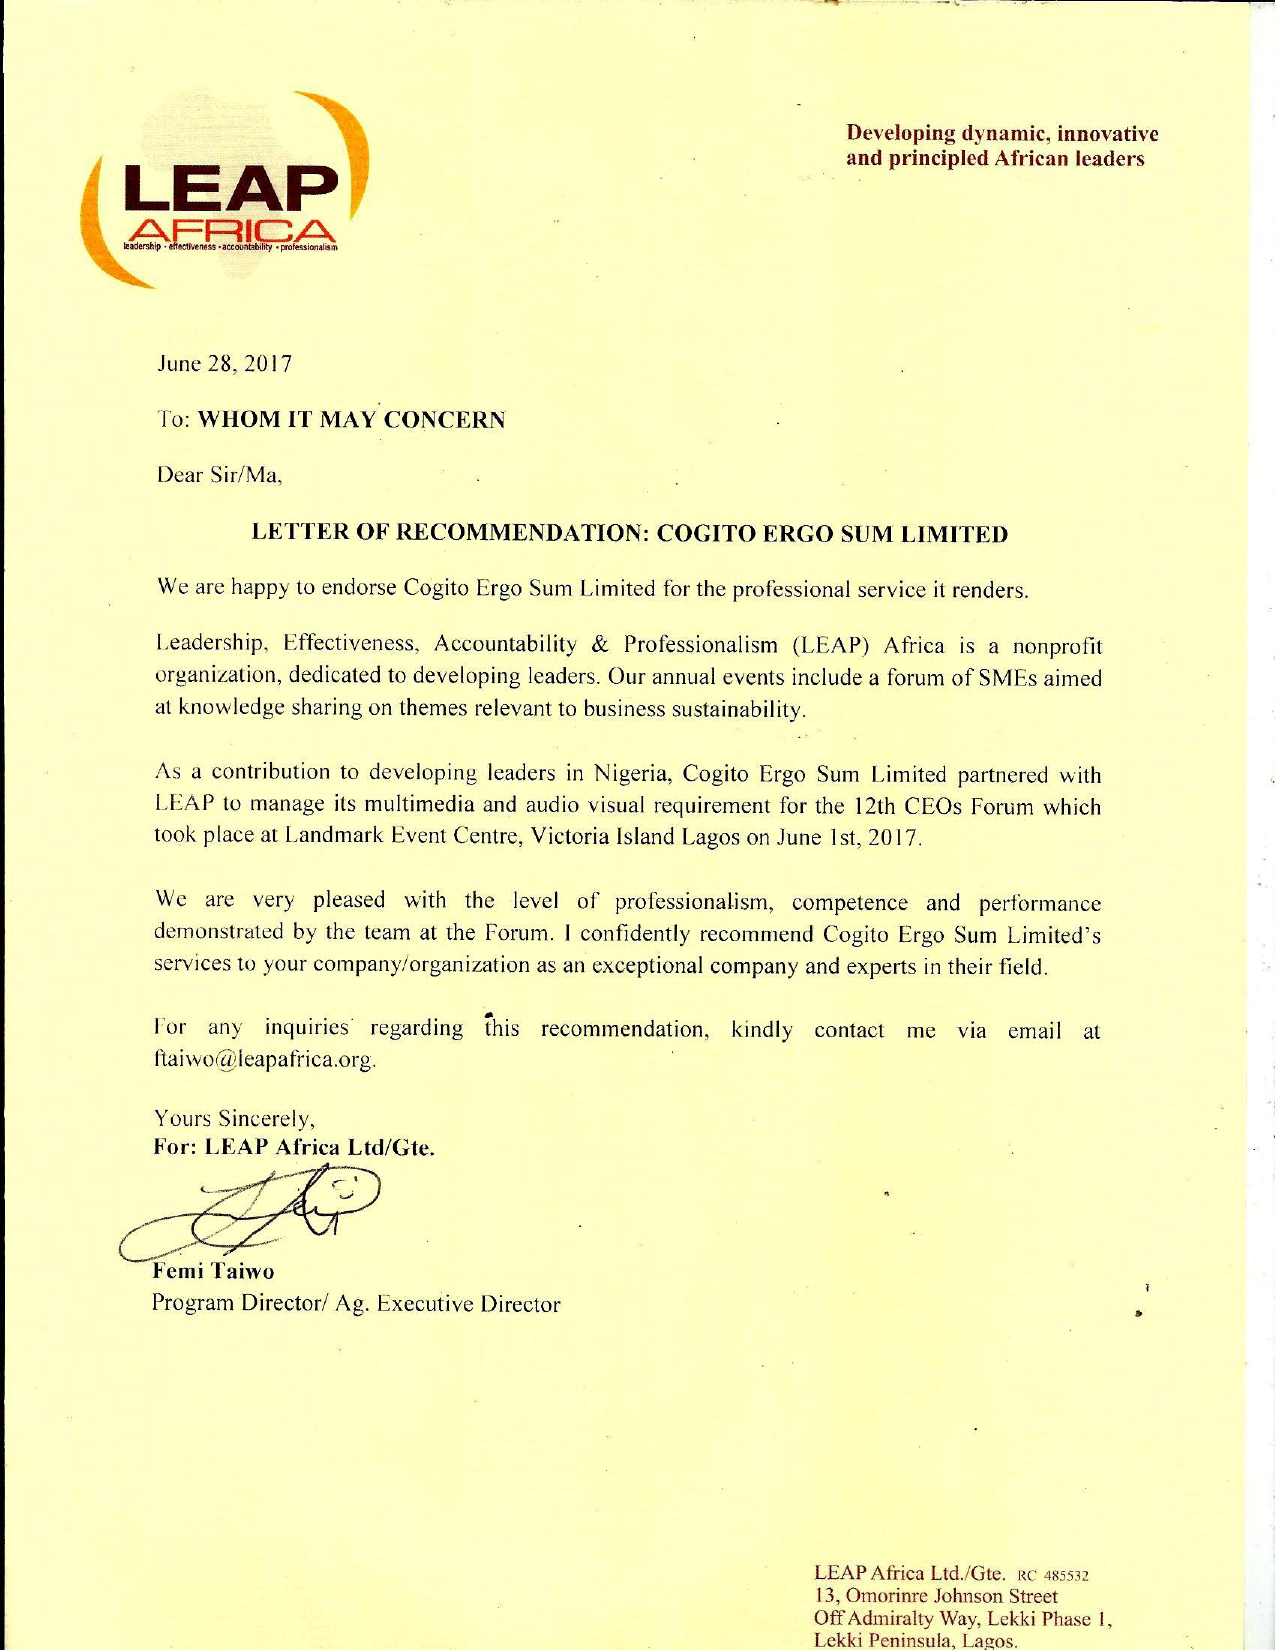 LEAP
AFRICA
leadership - effectiveness - accountability - professionalism
Developing dynamic, innovative
and principled African leaders
June 28, 2017
To: WHOM IT MAY CONCERN
Dear Sir/Ma,
LETTER OF RECOMMENDATION: COGITO ERGO SUM LIMITED
We are happy to endorse Cogito Ergo Sum Limited for the professional service it renders.
Leadership, Effectiveness, Accountability & Professionalism (LEAP) Africa is a nonprofit
organization, dedicated to developing leaders. Our annual events include a forum of SMEs aimed
at knowledge sharing on themes relevant to business sustainability.
As a contribution to developing leaders in Nigeria, Cogito Ergo Sum Limited partnered with
LEAP to manage its multimedia and audio visual requirement for the 12th CEOs Forum which
took place at Landmark Event Centre, Victoria Island Lagos on June 1st, 2017.
We are very pleased with the level of professionalism, competence and performance
demonstrated by the team at the Forum. I confidently recommend Cogito Ergo Sum Limited's
services to your company/organization as an exceptional company and experts in their field.
For any inquiries regarding this recommendation, kindly contact me via email at
ftaiwo@leapafrica.org.
Yours Sincerely,
For: LEAP Africa Ltd/Gte.
Femi Taiwo
Program Director/ Ag. Executive Director
LEAP Africa Ltd./Gte. RC 485532
13, Omorinre Johnson Street
Off Admiralty Way, Lekki Phase 1,
Lekki Peninsula, Lagos.